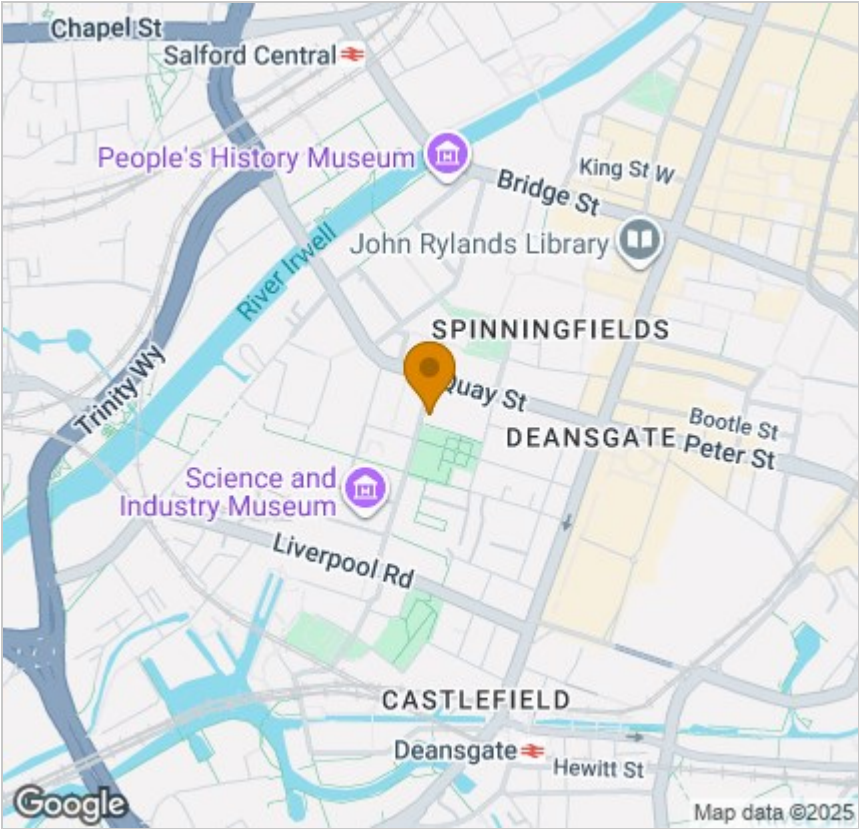 Chapel St
Salford Central
People's History Museum
King St W
Bridge St
John Rylands Library
River Irwell
SPINNINGFIELDS
Trinity Wy
Quay St
Bootle St
DEANSGATE
Peter St
Science and
Industry Museum
Liverpool Rd
CASTLEFIELD
Deansgate
Hewitt St
Google
Map data ©2025